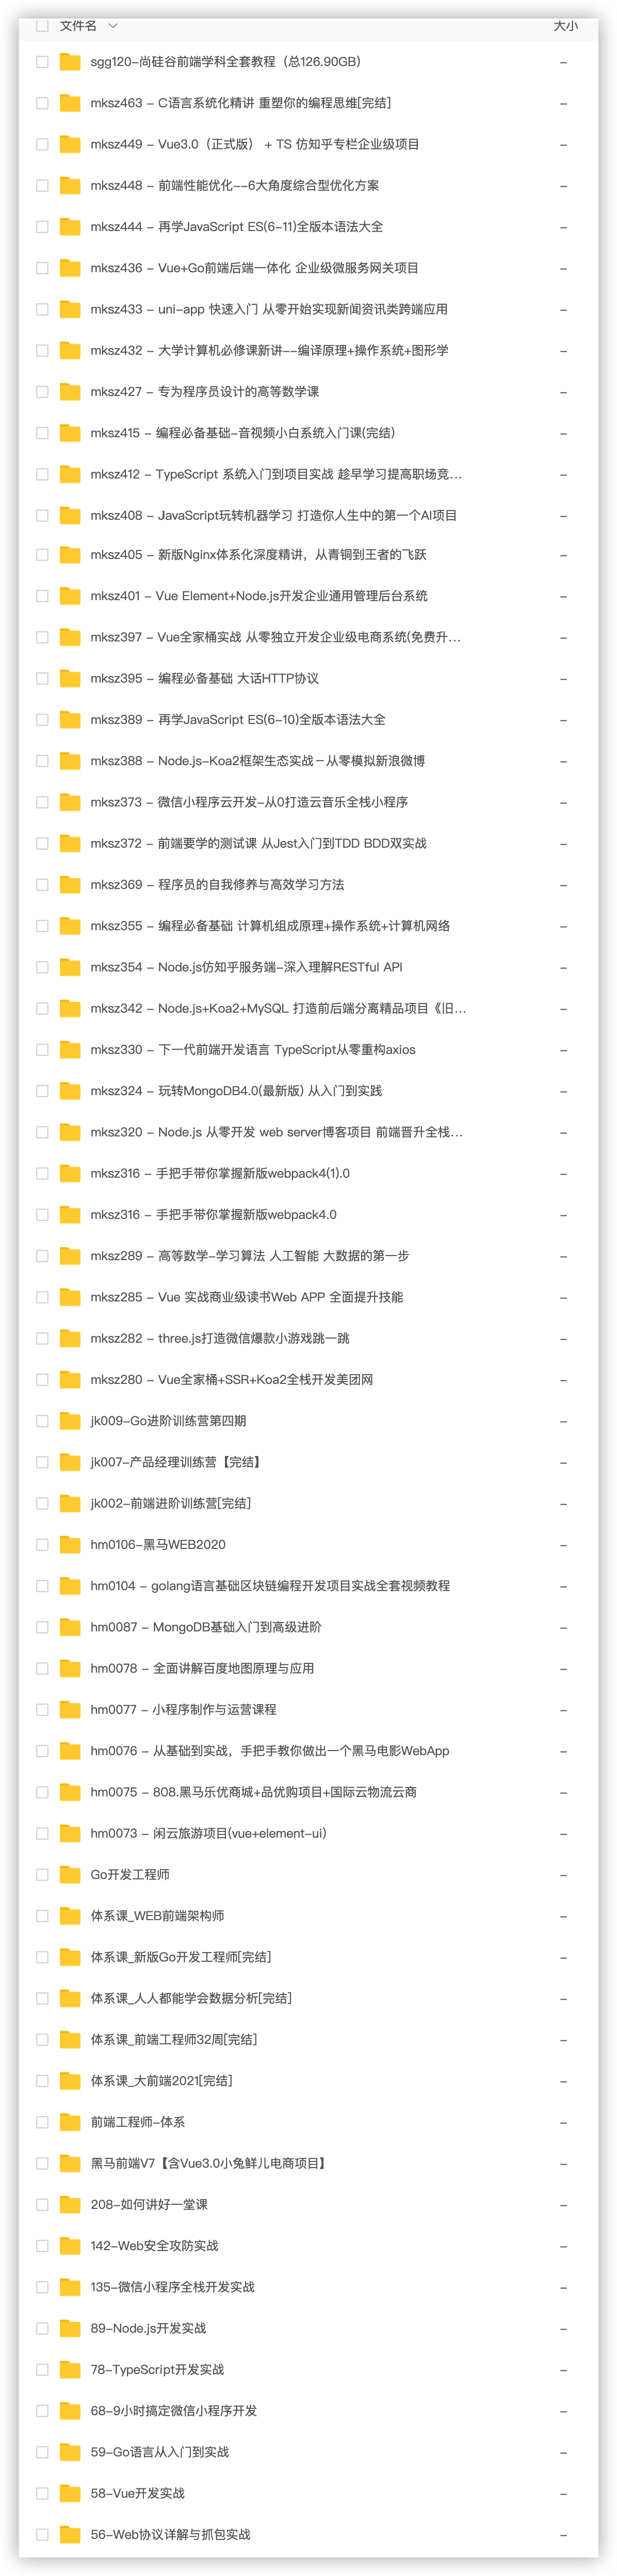 文件名 大小
sgg120-尚硅谷前端学科全套教程（总126.90GB） -
mksz463 - C语言系统化精讲 重塑你的编程思维[完结] -
mksz449 - Vue3.0（正式版） + TS 仿知乎专栏企业级项目 -
mksz448 - 前端性能优化--6大角度综合型优化方案 -
mksz444 - 再学JavaScript ES(6-11)全版本语法大全 -
mksz436 - Vue+Go前端后端一体化 企业级微服务网关项目 -
mksz433 - uni-app 快速入门 从零开始实现新闻资讯类跨端应用 -
mksz432 - 大学计算机必修课新讲--编译原理+操作系统+图形学 -
mksz427 - 专为程序员设计的高等数学课 -
mksz415 - 编程必备基础-音视频小白系统入门课(完结) -
mksz412 - TypeScript 系统入门到项目实战 趁早学习提高职场竞... -
mksz408 - JavaScript玩转机器学习 打造你人生中的第一个AI项目 -
mksz405 - 新版Nginx体系化深度精讲，从青铜到王者的飞跃 -
mksz401 - Vue Element+Node.js开发企业通用管理后台系统 -
mksz397 - Vue全家桶实战 从零独立开发企业级电商系统(免费升... -
mksz395 - 编程必备基础 大话HTTP协议 -
mksz389 - 再学JavaScript ES(6-10)全版本语法大全 -
mksz388 - Node.js-Koa2框架生态实战－从零模拟新浪微博 -
mksz373 - 微信小程序云开发-从0打造云音乐全栈小程序 -
mksz372 - 前端要学的测试课 从Jest入门到TDD BDD双实战 -
mksz369 - 程序员的自我修养与高效学习方法 -
mksz355 - 编程必备基础 计算机组成原理+操作系统+计算机网络 -
mksz354 - Node.js仿知乎服务端-深入理解RESTful API -
mksz342 - Node.js+Koa2+MySQL 打造前后端分离精品项目《旧... -
mksz330 - 下一代前端开发语言 TypeScript从零重构axios -
mksz324 - 玩转MongoDB4.0(最新版) 从入门到实践 -
mksz320 - Node.js 从零开发 web server博客项目 前端晋升全栈... -
mksz316 - 手把手带你掌握新版webpack4(1).0 -
mksz316 - 手把手带你掌握新版webpack4.0 -
mksz289 - 高等数学-学习算法 人工智能 大数据的第一步 -
mksz285 - Vue 实战商业级读书Web APP 全面提升技能 -
mksz282 - three.js打造微信爆款小游戏跳一跳 -
mksz280 - Vue全家桶+SSR+Koa2全栈开发美团网 -
jk009-Go进阶训练营第四期 -
jk007-产品经理训练营【完结】 -
jk002-前端进阶训练营[完结] -
hm0106-黑马WEB2020 -
hm0104 - golang语言基础区块链编程开发项目实战全套视频教程 -
hm0087 - MongoDB基础入门到高级进阶 -
hm0078 - 全面讲解百度地图原理与应用 -
hm0077 - 小程序制作与运营课程 -
hm0076 - 从基础到实战，手把手教你做出一个黑马电影WebApp -
hm0075 - 808.黑马乐优商城+品优购项目+国际云物流云商 -
hm0073 - 闲云旅游项目(vue+element-ui) -
Go开发工程师 -
体系课_WEB前端架构师 -
体系课_新版Go开发工程师[完结] -
体系课_人人都能学会数据分析[完结] -
体系课_前端工程师32周[完结] -
体系课_大前端2021[完结] -
前端工程师-体系 -
黑马前端V7【含Vue3.0小兔鲜儿电商项目】 -
208-如何讲好一堂课 -
142-Web安全攻防实战 -
135-微信小程序全栈开发实战 -
89-Node.js开发实战 -
78-TypeScript开发实战 -
68-9小时搞定微信小程序开发 -
59-Go语言从入门到实战 -
58-Vue开发实战 -
56-Web协议详解与抓包实战 -